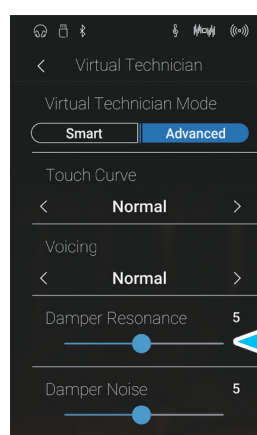 Virtual Technician
Virtual Technician Mode
Smart Advanced
Touch Curve
Normal
Voicing
Normal
Damper Resonance 5
Damper Noise 5